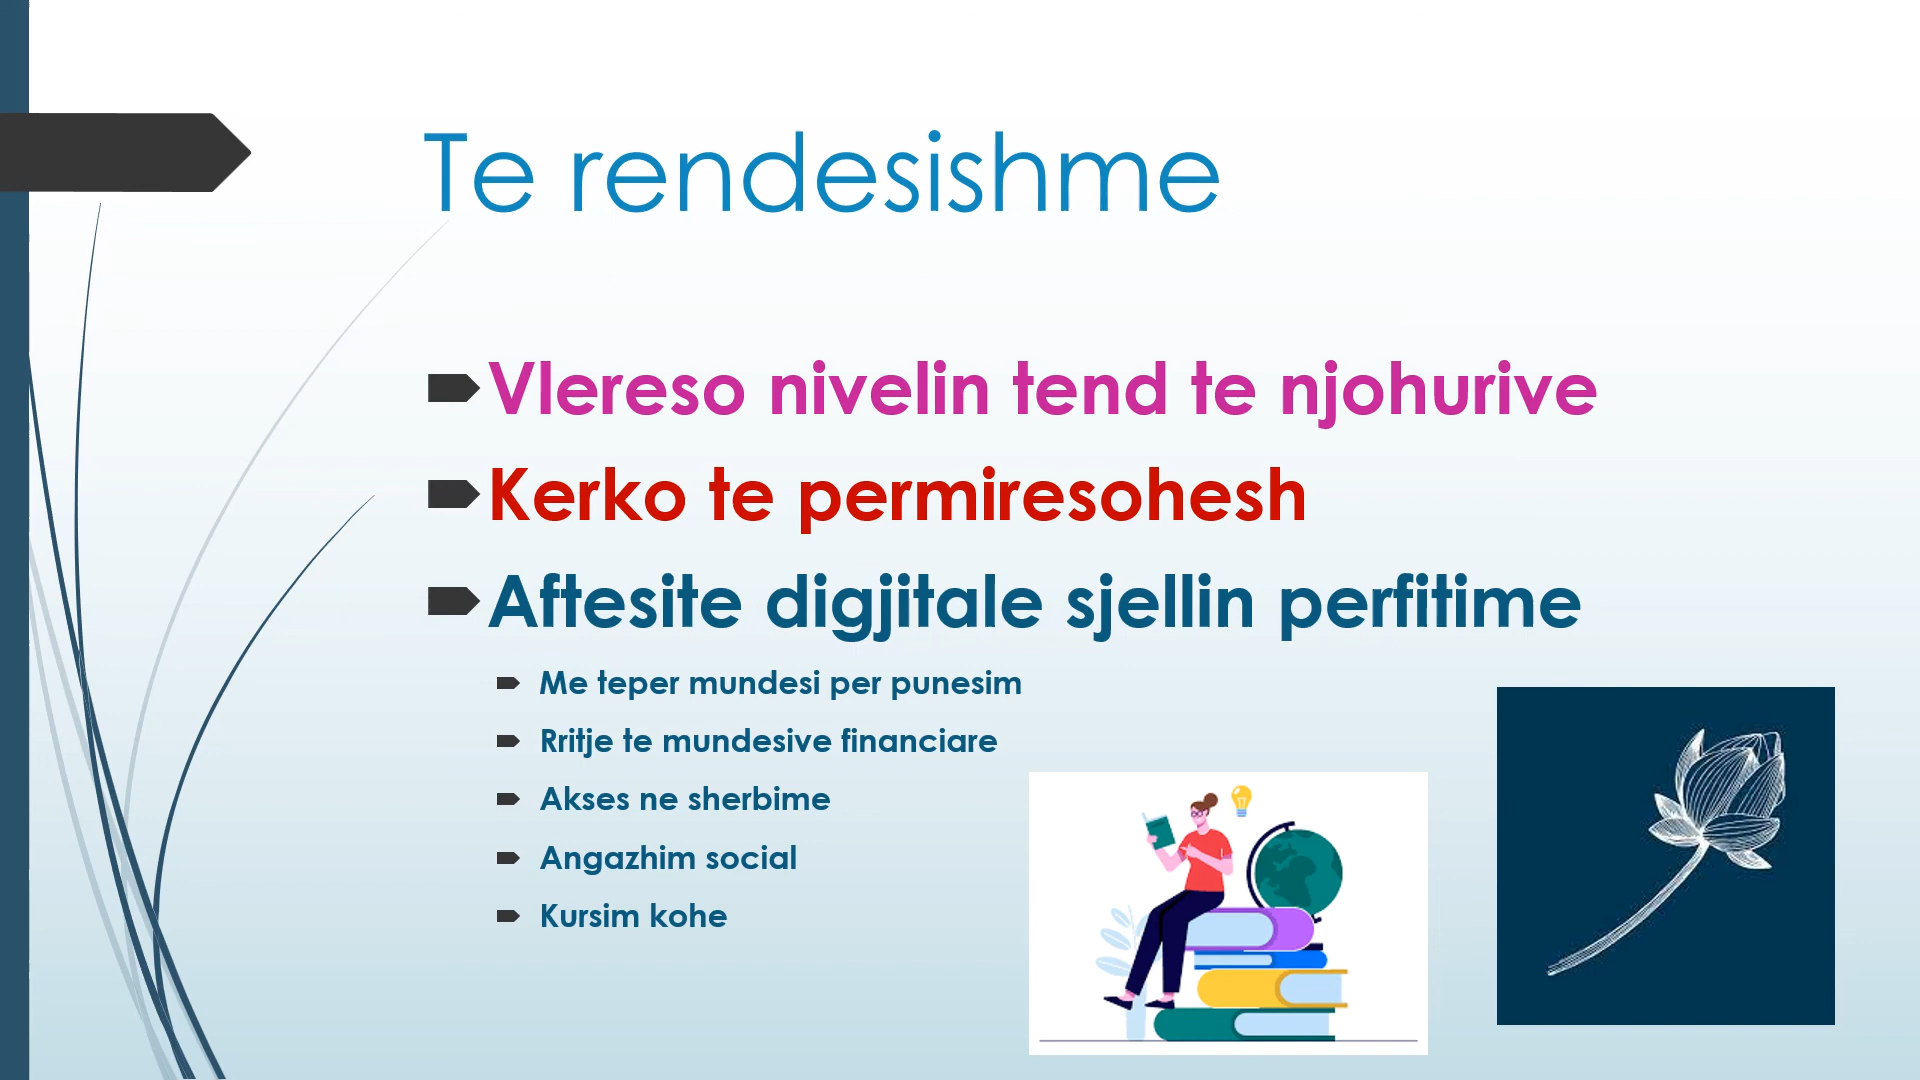 Te rendesishme
Vlereso nivelin tend te njohurive
Kerko te permiresohesh
Aftesite digjitale sjellin perfitime
Me teper mundesi per punesim
Rritje te mundesive financiare
Akses ne sherbime
Angazhim social
Kursim kohe